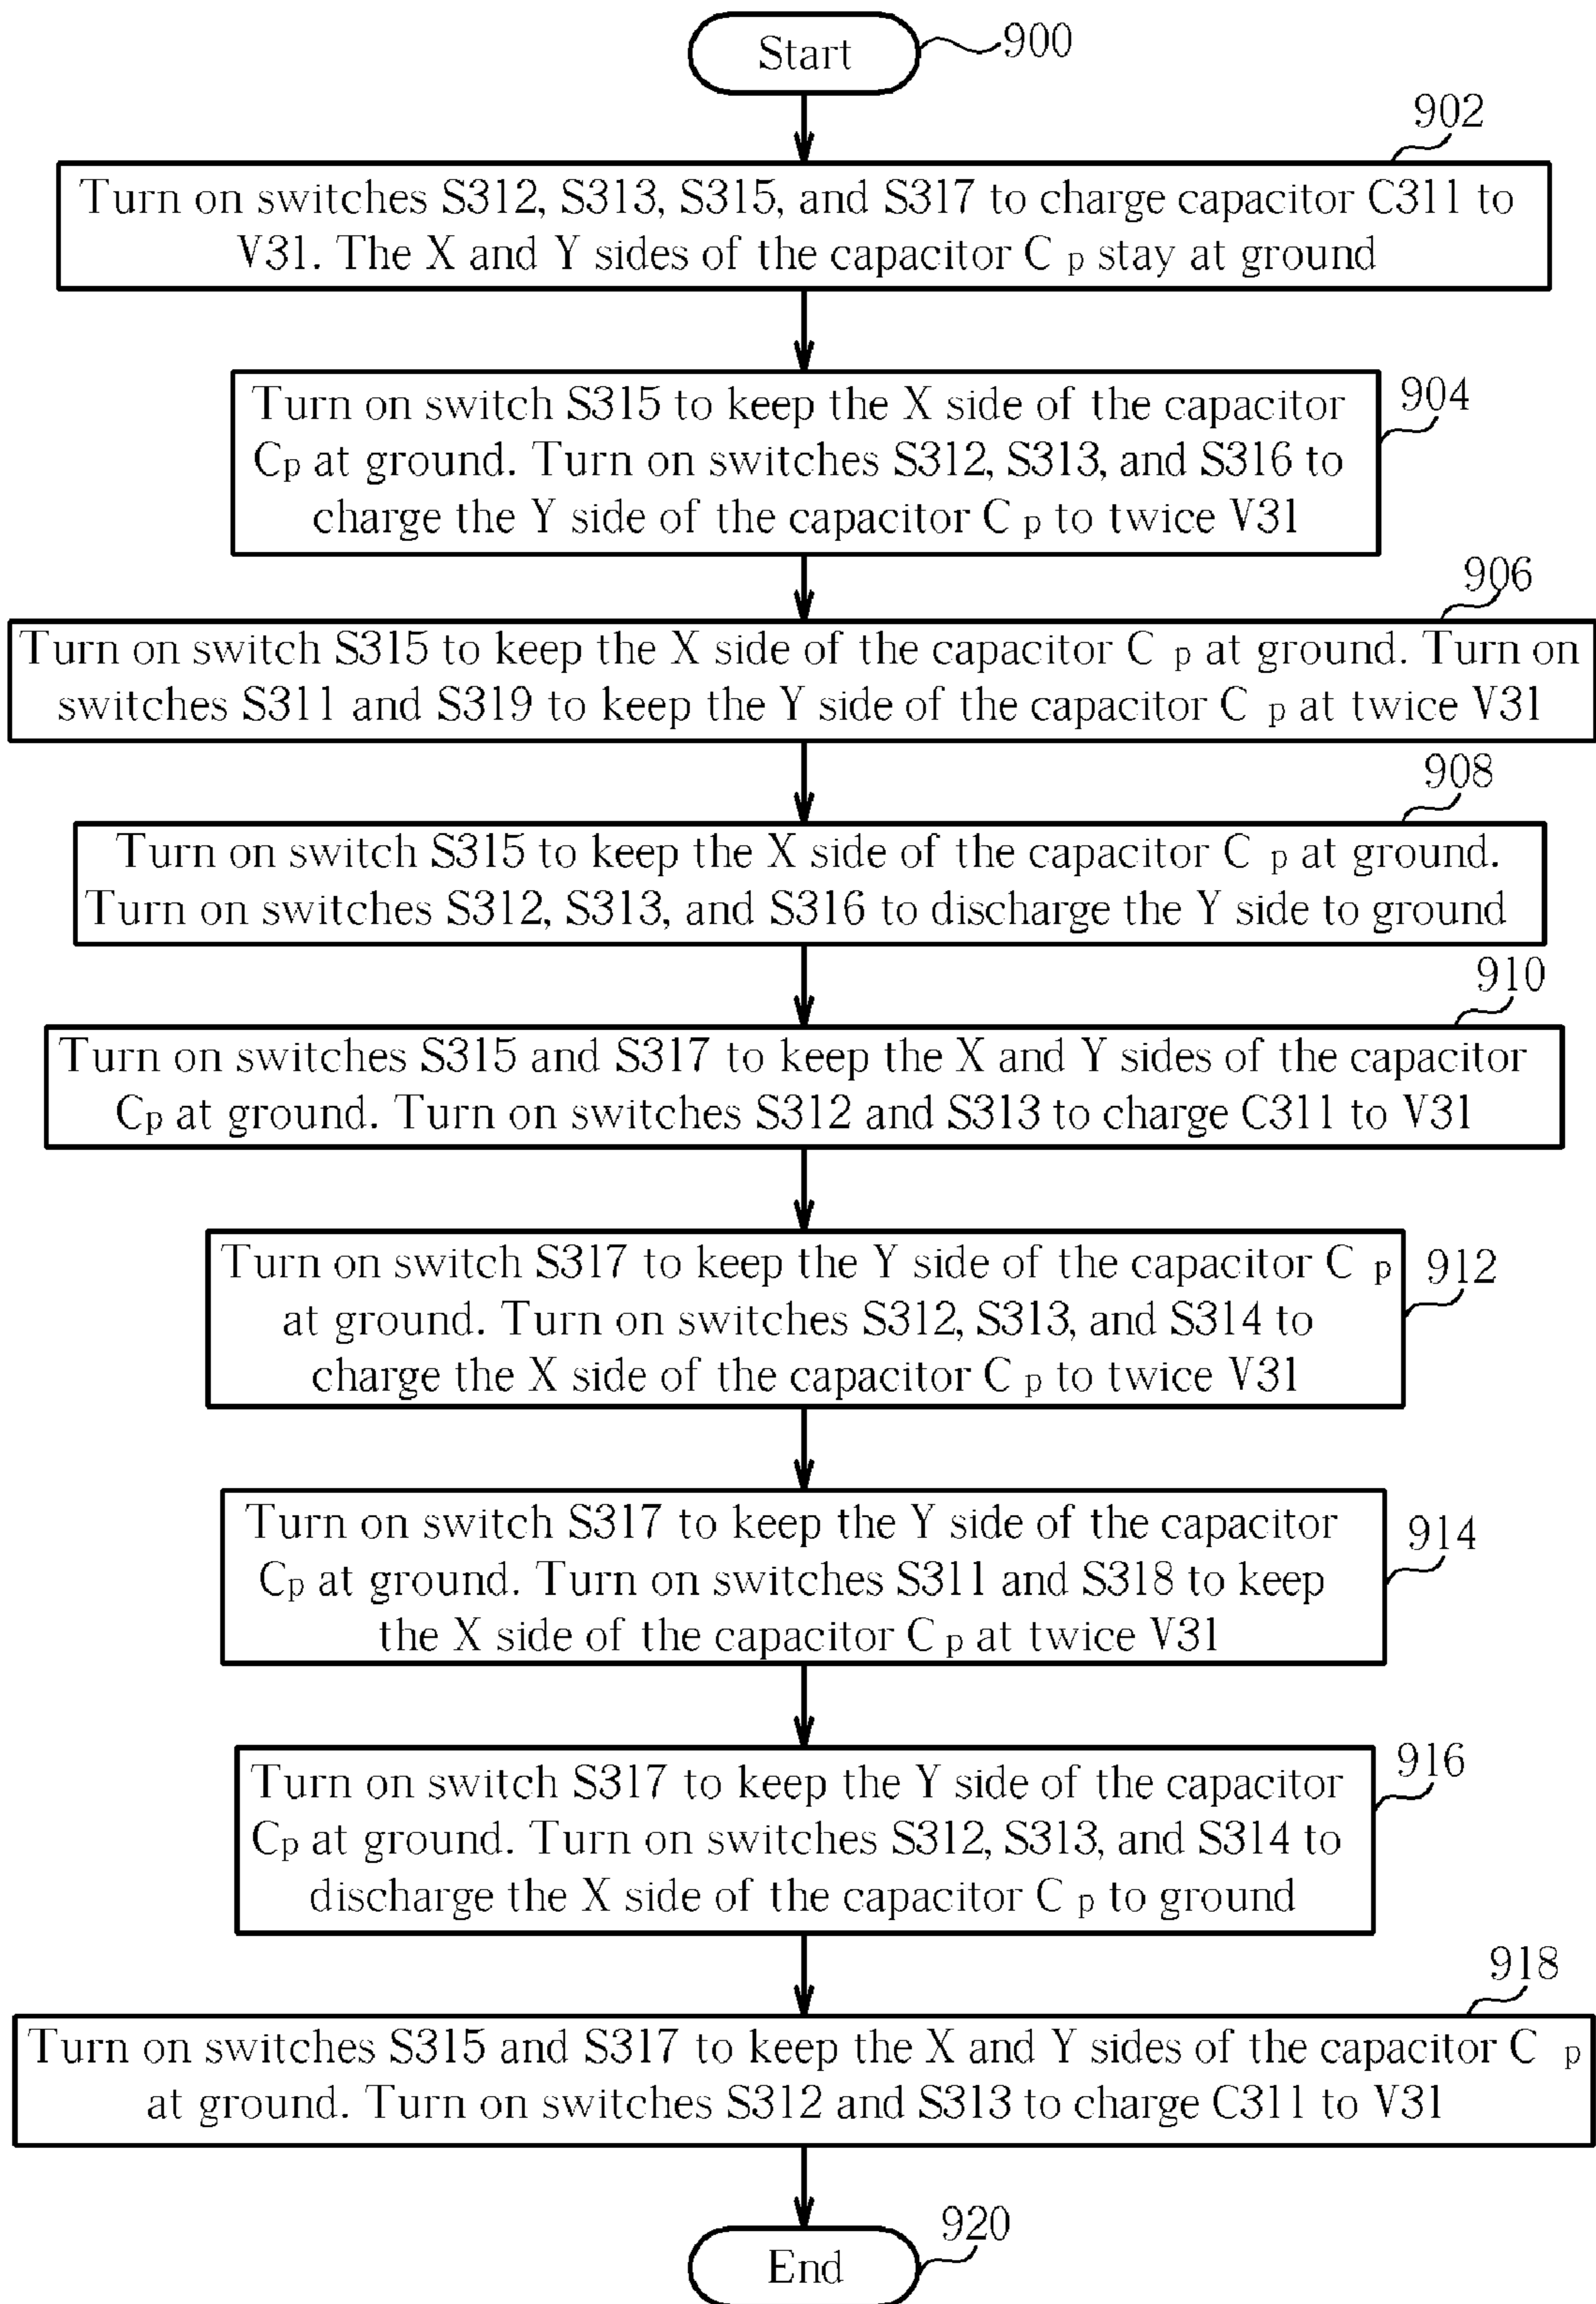 Start
900
902
Turn on switches S312, S313, S315, and S317 to charge capacitor C311 to
V31. The X and Y sides of the capacitor C p stay at ground
904
Turn on switch S315 to keep the X side of the capacitor
Cp at ground. Turn on switches S312, S313, and S316 to
charge the Y side of the capacitor C p to twice V31
906
Turn on switch S315 to keep the X side of the capacitor C p at ground. Turn on
switches S311 and S319 to keep the Y side of the capacitor C p at twice V31
908
Turn on switch S315 to keep the X side of the capacitor C p at ground.
Turn on switches S312, S313, and S316 to discharge the Y side to ground
910
Turn on switches S315 and S317 to keep the X and Y sides of the capacitor
Cp at ground. Turn on switches S312 and S313 to charge C311 to V31
912
Turn on switch S317 to keep the Y side of the capacitor C p
at ground. Turn on switches S312, S313, and S314 to
charge the X side of the capacitor C p to twice V31
914
Turn on switch S317 to keep the Y side of the capacitor
Cp at ground. Turn on switches S311 and S318 to keep
the X side of the capacitor C p at twice V31
916
Turn on switch S317 to keep the Y side of the capacitor
Cp at ground. Turn on switches S312, S313, and S314 to
discharge the X side of the capacitor C p to ground
918
Turn on switches S315 and S317 to keep the X and Y sides of the capacitor C p
at ground. Turn on switches S312 and S313 to charge C311 to V31
920
End